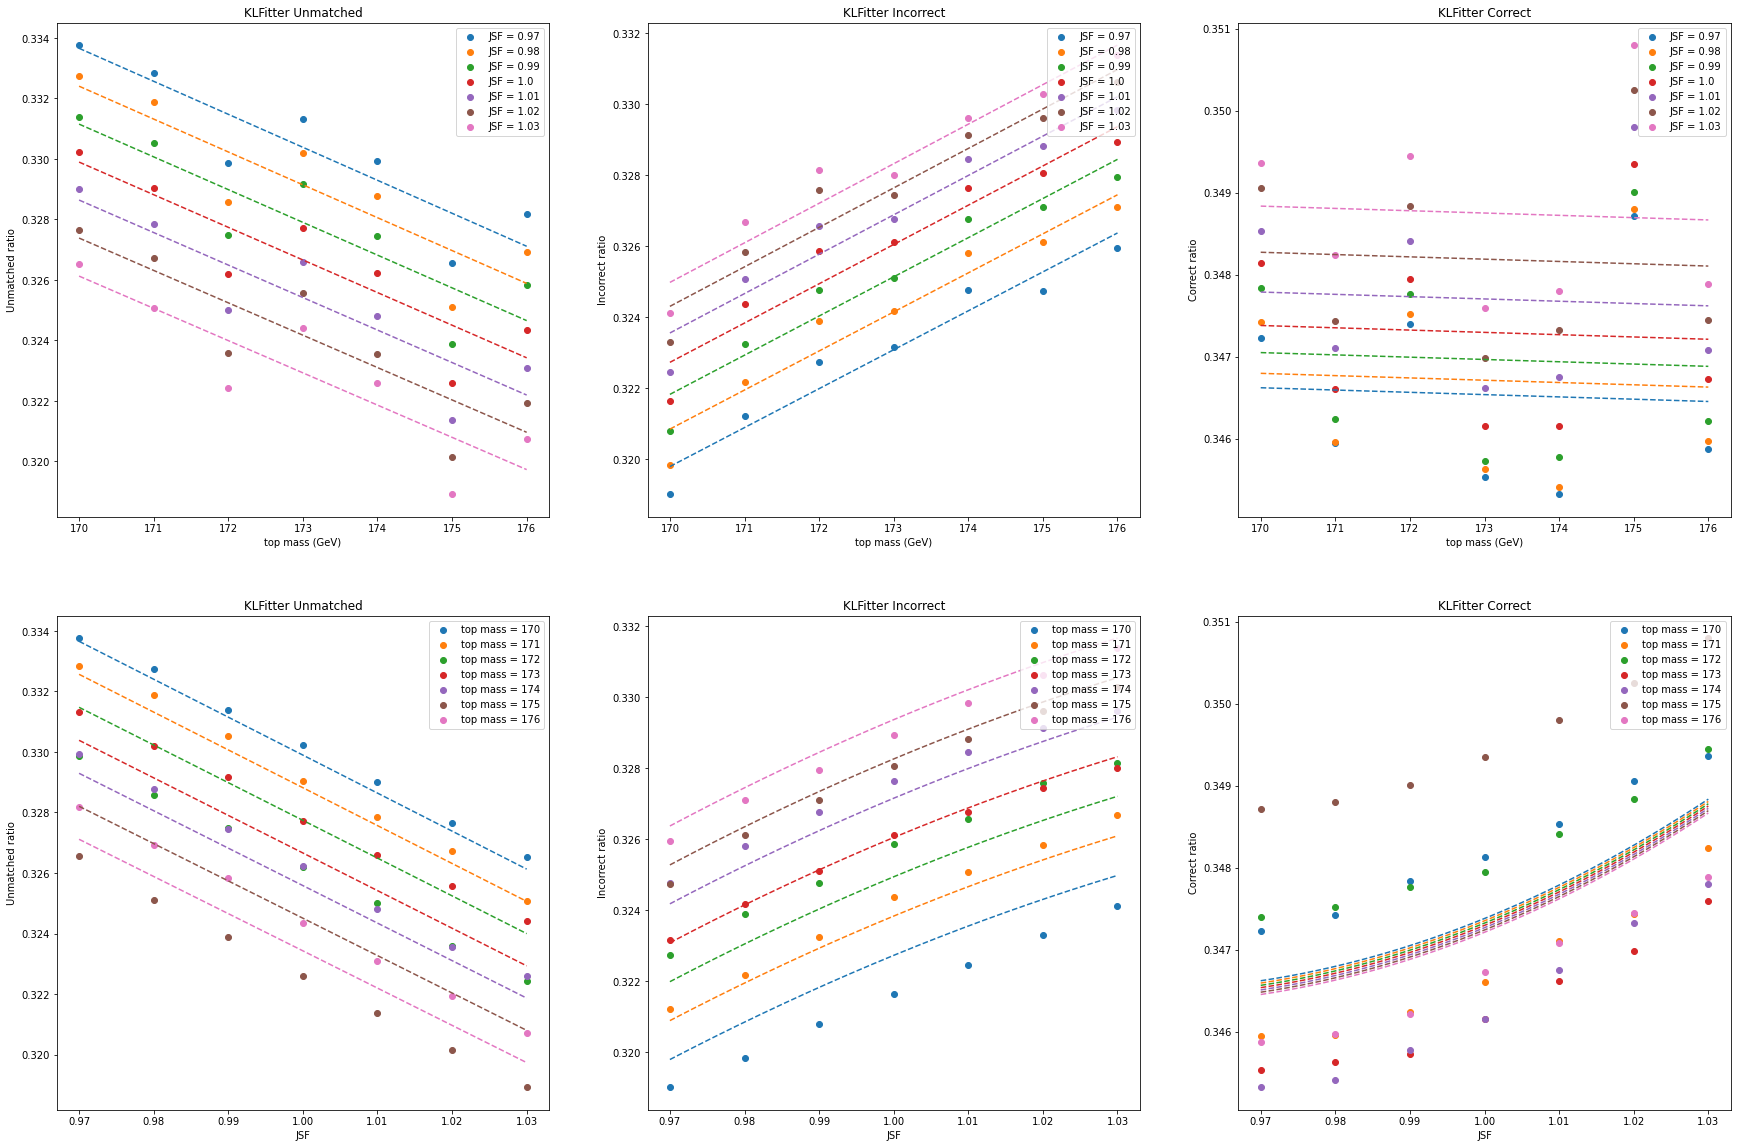 KLFitter Unmatched
Unmatched ratio
0.334
0.332
0.330
0.328
0.326
0.324
0.322
0.320
170 171 172 173 174 175 176
top mass (GeV)
JSF = 0.97
JSF = 0.98
JSF = 0.99
JSF = 1.0
JSF = 1.01
JSF = 1.02
JSF = 1.03
KLFitter Incorrect
Incorrect ratio
0.332
0.330
0.328
0.326
0.324
0.322
0.320
170 171 172 173 174 175 176
top mass (GeV)
JSF = 0.97
JSF = 0.98
JSF = 0.99
JSF = 1.0
JSF = 1.01
JSF = 1.02
JSF = 1.03
KLFitter Correct
Correct ratio
0.351
0.350
0.349
0.348
0.347
0.346
170 171 172 173 174 175 176
top mass (GeV)
JSF = 0.97
JSF = 0.98
JSF = 0.99
JSF = 1.0
JSF = 1.01
JSF = 1.02
JSF = 1.03
KLFitter Unmatched
Unmatched ratio
0.334
0.332
0.330
0.328
0.326
0.324
0.322
0.320
0.97 0.98 0.99 1.00 1.01 1.02 1.03
JSF
top mass = 170
top mass = 171
top mass = 172
top mass = 173
top mass = 174
top mass = 175
top mass = 176
KLFitter Incorrect
Incorrect ratio
0.332
0.330
0.328
0.326
0.324
0.322
0.320
0.97 0.98 0.99 1.00 1.01 1.02 1.03
JSF
top mass = 170
top mass = 171
top mass = 172
top mass = 173
top mass = 174
top mass = 175
top mass = 176
KLFitter Correct
Correct ratio
0.351
0.350
0.349
0.348
0.347
0.346
0.97 0.98 0.99 1.00 1.01 1.02 1.03
JSF
top mass = 170
top mass = 171
top mass = 172
top mass = 173
top mass = 174
top mass = 175
top mass = 176